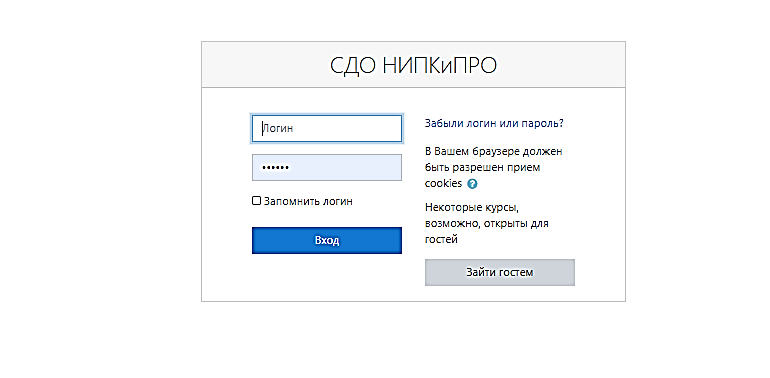 СДО НИПКиПРО
Логин
••••••
Запомнить логин
Вход
Забыли логин или пароль?
В Вашем браузере должен
быть разрешен прием
cookies
Некоторые курсы,
возможно, открыты для
гостей
Зайти гостем